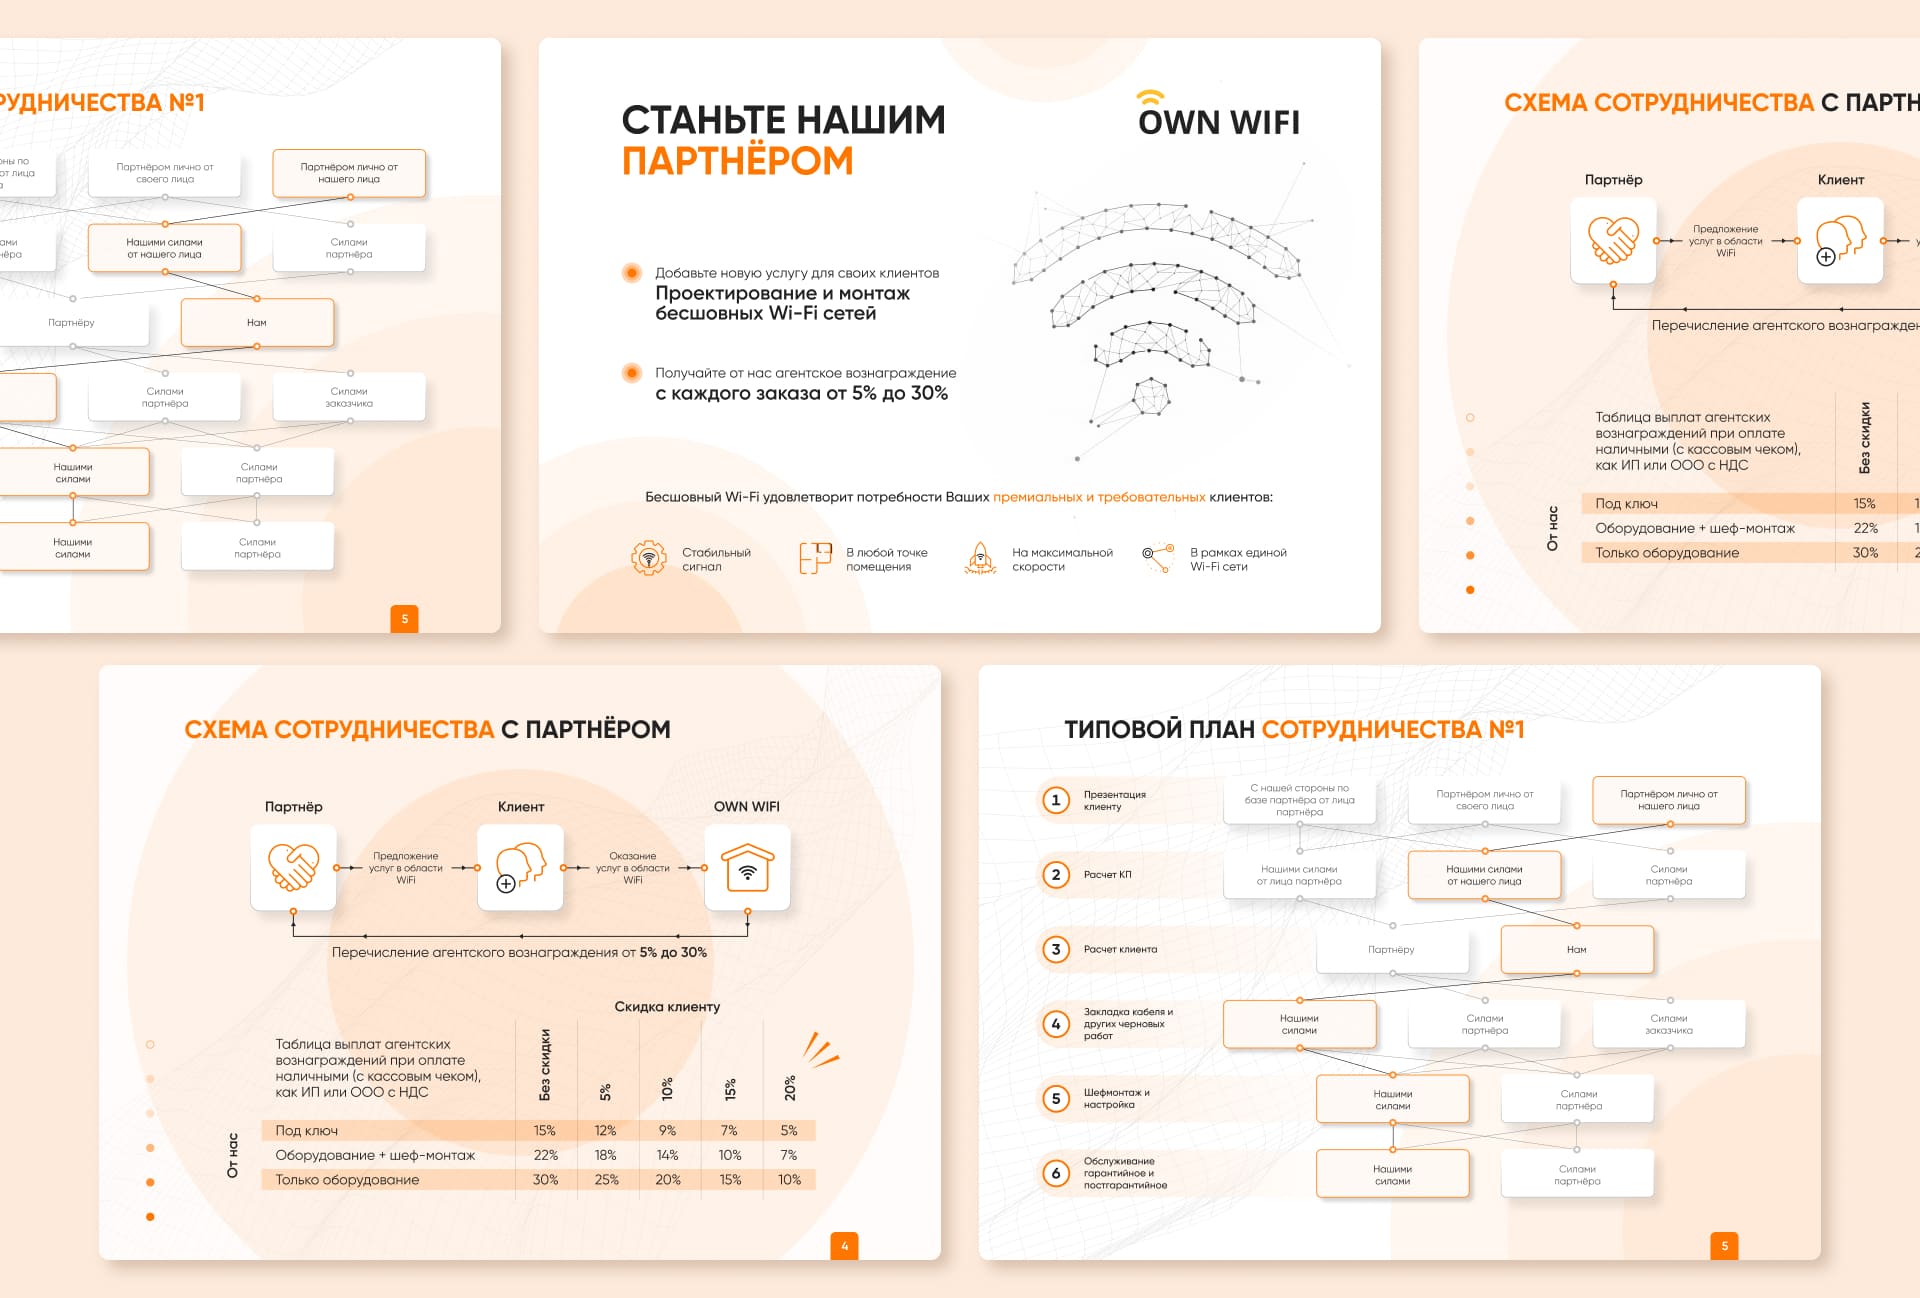 РУДНИЧЕСТВА №1
Партнёром лично от
своего лица
Партнёром лично от
нашего лица
Нашими силами
от нашего лица
Силами
партнёра
Партнёру
Нам
Силами
партнёра
Силами
заказчика
Нашими
силами
Силами
партнёра
Нашими
силами
Силами
партнёра
5
СТАНЬТЕ НАШИМ
ПАРТНЁРОМ
OWN WIFI
Добавьте новую услугу для своих клиентов
Проектирование и монтаж
бесшовных Wi-Fi сетей
Получайте от нас агентское вознаграждение
с каждого заказа от 5% до 30%
Бесшовный Wi-Fi удовлетворит потребности Ваших премиальных и требовательных клиентов:
Стабильный
сигнал
В любой точке
помещения
На максимальной
скорости
В рамках единой
Wi-Fi сети
СХЕМА СОТРУДНИЧЕСТВА С ПАРТН
Партнёр
Клиент
Предложение
услуг в области
WiFi
Перечисление агентского вознагражден
Таблица выплат агентских
вознаграждений при оплате
наличными (с кассовым чеком),
как ИП или ООО с НДС
Без скидки
От нас
Под ключ 15%
Оборудование + шеф-монтаж 22%
Только оборудование 30%
СХЕМА СОТРУДНИЧЕСТВА С ПАРТНЁРОМ
Партнёр
Клиент
OWN WIFI
Предложение
услуг в области
WiFi
Оказание
услуг в области
WiFi
Перечисление агентского вознаграждения от 5% до 30%
Скидка клиенту
Таблица выплат агентских
вознаграждений при оплате
наличными (с кассовым чеком),
как ИП или ООО с НДС
Без скидки 5% 10% 15% 20%
От нас
Под ключ 15% 12% 9% 7% 5%
Оборудование + шеф-монтаж 22% 18% 14% 10% 7%
Только оборудование 30% 25% 20% 15% 10%
4
ТИПОВОЙ ПЛАН СОТРУДНИЧЕСТВА №1
1
Презентация
клиенту
С нашей стороны по
базе партнёра от лица
партнёра
Партнёром лично от
своего лица
Партнёром лично от
нашего лица
2
Расчет КП
Нашими силами
от лица партнёра
Нашими силами
от нашего лица
Силами
партнёра
3
Расчет клиента
Партнёру
Нам
4
Закладка кабеля и
других черновых
работ
Нашими
силами
Силами
партнёра
Силами
заказчика
5
Шефмонтаж и
настройка
Нашими
силами
Силами
партнёра
6
Обслуживание
гарантийное и
постгарантийное
Нашими
силами
Силами
партнёра
5